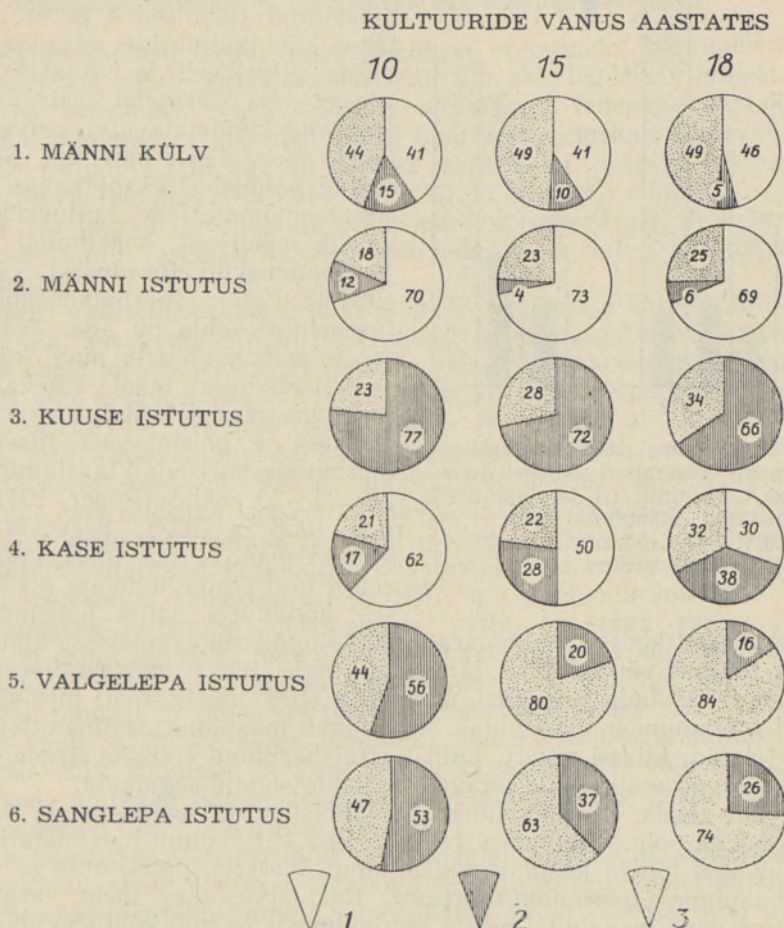 KULTUURIDE VANUS AASTATES
10 15 18
1. MÄNNI KÜLV 44 41 15 49 41 10 49 46 5
2. MÄNNI ISTUTUS 18 12 70 23 4 73 25 6 69
3. KUUSE ISTUTUS 23 77 28 72 34 66
4. KASE ISTUTUS 21 17 62 22 28 50 32 30 38
5. VALGELEPA ISTUTUS 44 56 20 80 16 84
6. SANGLEPA ISTUTUS 47 53 37 63 26 74
1 2 3